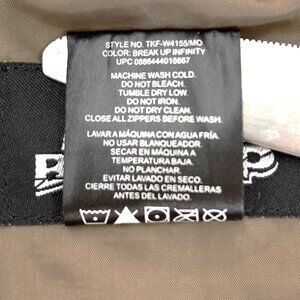 STYLE NO. TKF-W4155/MO
COLOR: BREAK UP INFINITY
UPC 0886444016667
MACHINE WASH COLD.
DO NOT BLEACH.
TUMBLE DRY LOW.
DO NOT IRON.
DO NOT DRY CLEAN.
CLOSE ALL ZIPPERS BEFORE WASH.
LAVAR A MÁQUINA CON AGUA FRÍA.
NO USAR BLANQUEADOR.
SECAR EN MÁQUINA A
TEMPERATURA BAJA.
NO PLANCHAR.
EVITAR LAVADO EN SECO.
CIERRE TODAS LAS CREMALLERAS
ANTES DEL LAVADO.